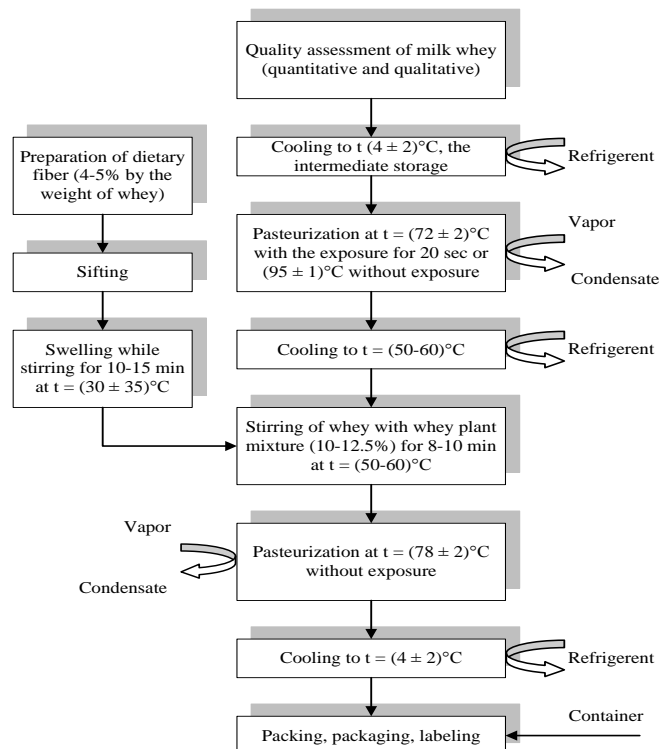 Quality assessment of milk whey
(quantitative and qualitative)
Cooling to t (4 ± 2)°C, the
intermediate storage
Refrigerent
Preparation of dietary
fiber (4-5% by the
weight of whey)
Pasteurization at t = (72 ± 2)°C
with the exposure for 20 sec or
(95 ± 1)°C without exposure
Vapor
Condensate
Sifting
Swelling while
stirring for 10-15 min
at t = (30 ± 35)°C
Cooling to t = (50-60)°C
Refrigerent
Stirring of whey with whey plant
mixture (10-12.5%) for 8-10 min
at t = (50-60)°C
Vapor
Condensate
Pasteurization at t = (78 ± 2)°C
without exposure
Cooling to t = (4 ± 2)°C
Refrigerent
Container
Packing, packaging, labeling